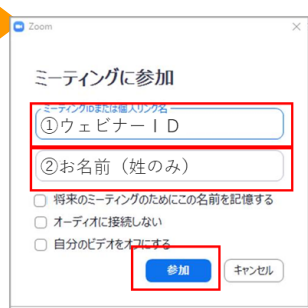 Zoom
ミーティングに参加
ミーティングIDまたは個人リンク名
①ウェビナーＩＤ
②お名前（姓のみ）
将来のミーティングのためにこの名前を記憶する
オーディオに接続しない
自分のビデオをオフにする
参加
キャンセル